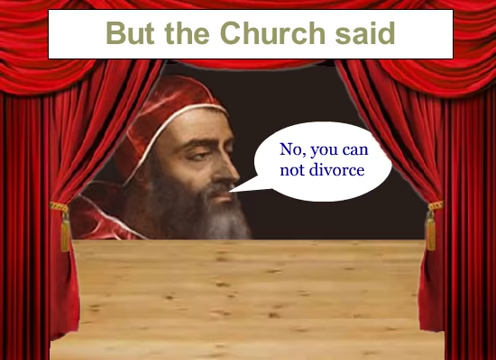 But the Church said
No, you can
not divorce